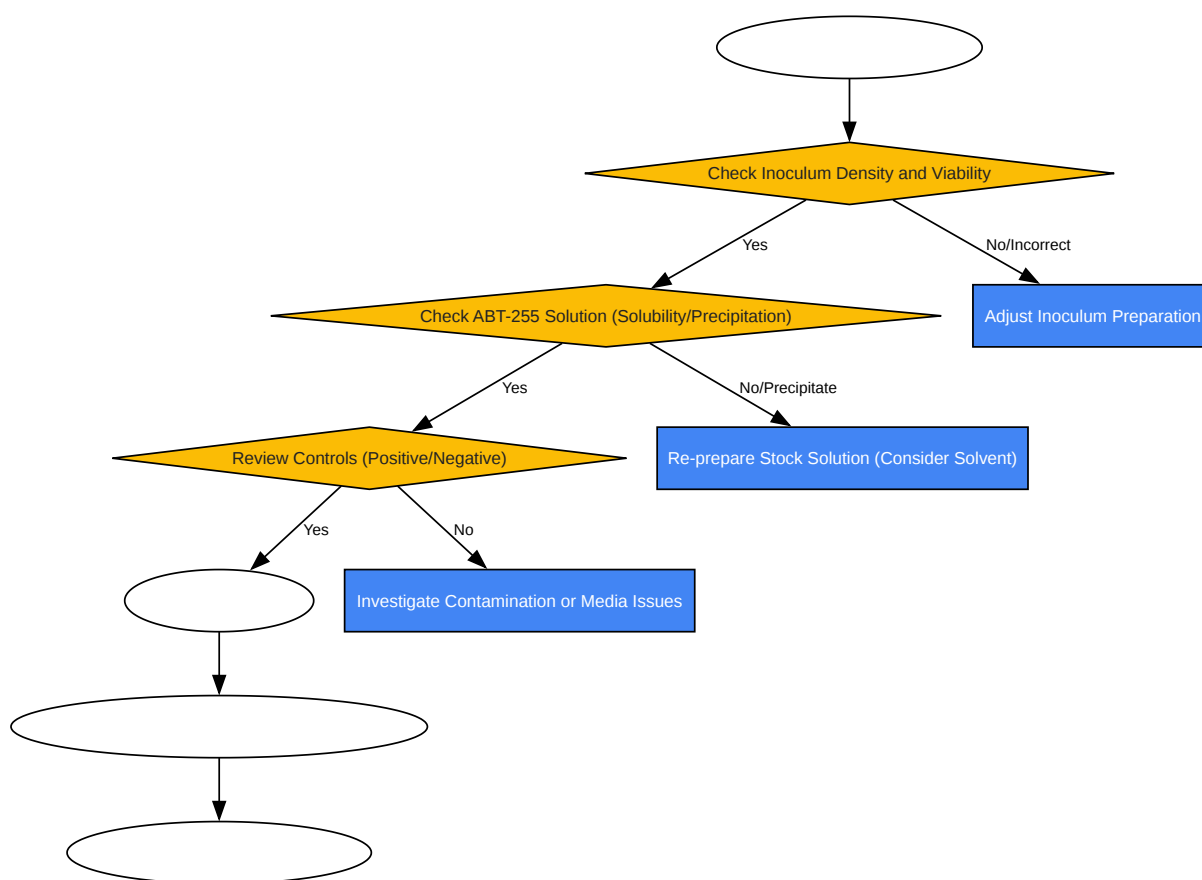 Check Inoculum Density and Viability
Yes
No/Incorrect
Check ABT-255 Solution (Solubility/Precipitation)
Adjust Inoculum Preparation
Yes
No/Precipitate
Review Controls (Positive/Negative)
Re-prepare Stock Solution (Consider Solvent)
Yes
No
Investigate Contamination or Media Issues